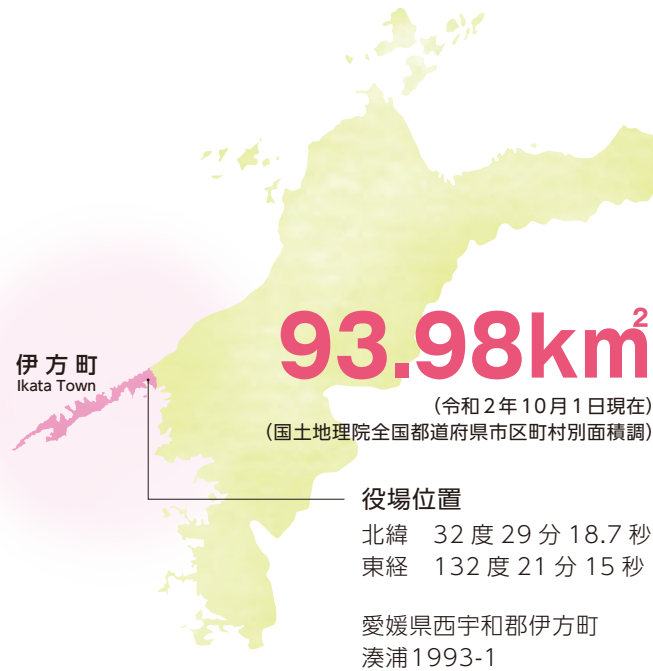 伊方町
Ikata Town
93.98k㎡
(令和2年10月1日現在)
(国土地理院全国都道府県市区町村別面積調)
役場位置
北緯 32度29分18.7秒
東経 132度21分15秒
愛媛県西宇和郡伊方町
湊浦1993-1